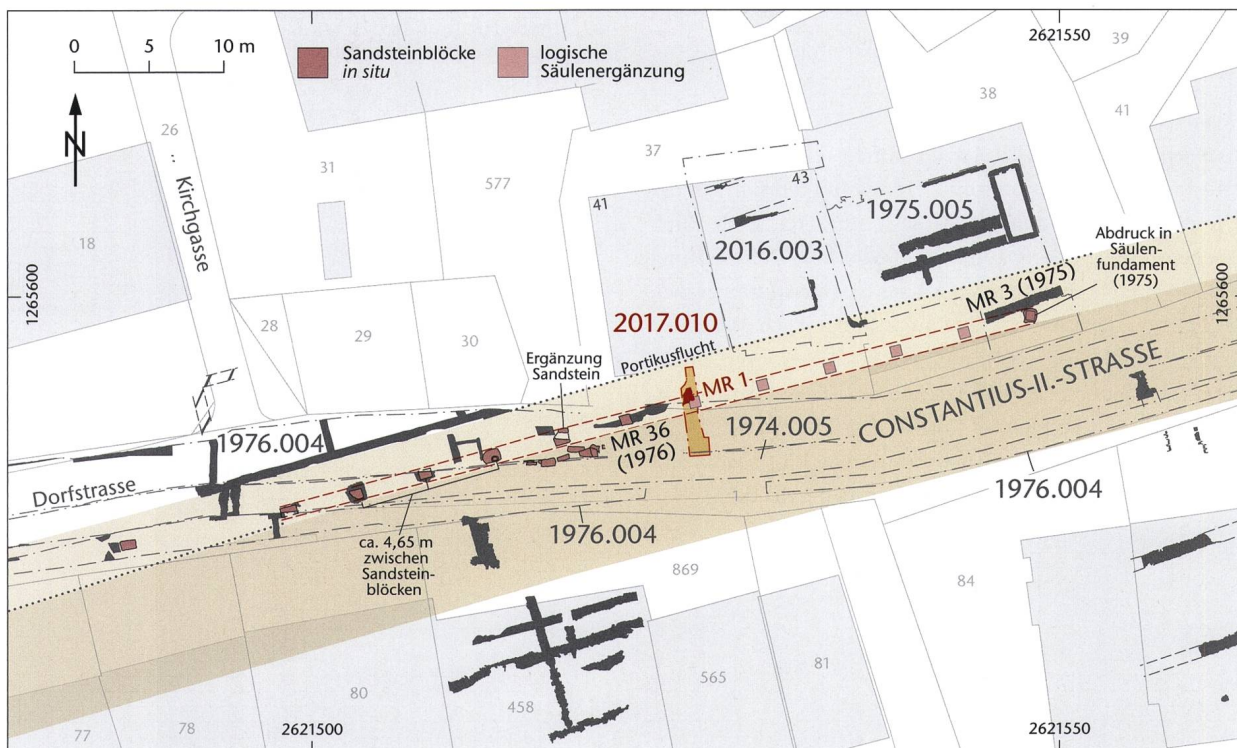 0 5 10 m
Sandsteinblöcke
in situ
logische
Säulenergänzung
2621550
39
26
..
Kirchgasse
31
577
37
38
41
18
41
43
1975.005
2016.003
Abdruck in
Säulen-
fundament
(1975)
N
1265600
1265600
28
29
30
2017.010
Portikusflucht
MR 3 (1975)
Ergänzung
Sandstein
MR 1
CONSTANTIUS-II.-STRASSE
1976.004
MR 36
(1976)
1974.005
Dorfstrasse
1976.004
1976.004
ca. 4,65 m
zwischen
Sandstein-
blöcken
869
84
80
458
565
81
77
78
2621500
2621550